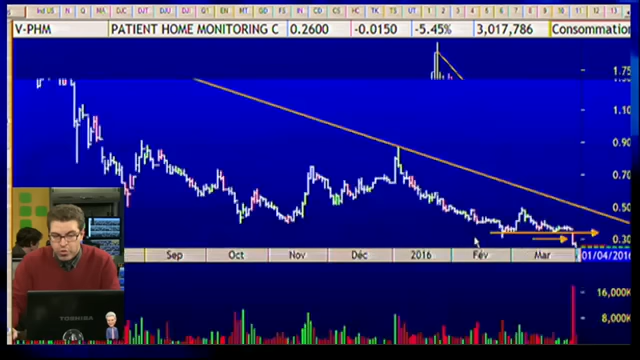 V-PHM PATIENT HOME MONITORING C 0.2600 -0.0150 -5.45% 3,017,786 Consommation
1.75
1.10
0.90
0.70
0.50
0.30
Sep Oct Nov Déc 2016 Fév Mar 01/04/2016
16,000K
8,000K
TOSHIBA